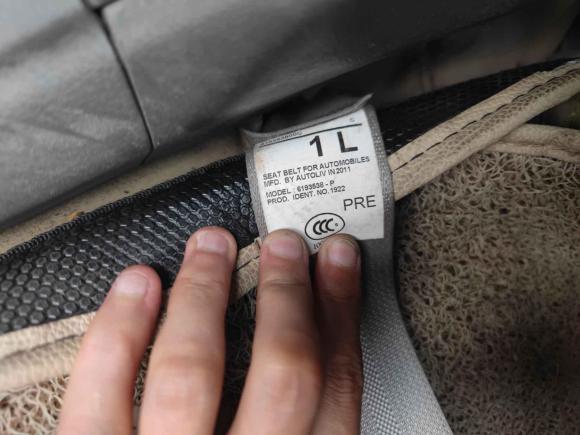 1 L
SEAT BELT FOR AUTOMOBILES
MFD. BY AUTOLIV IN 2011
MODEL : 6193538 - P
PROD. IDENT. NO. 1922
PRE
CCC